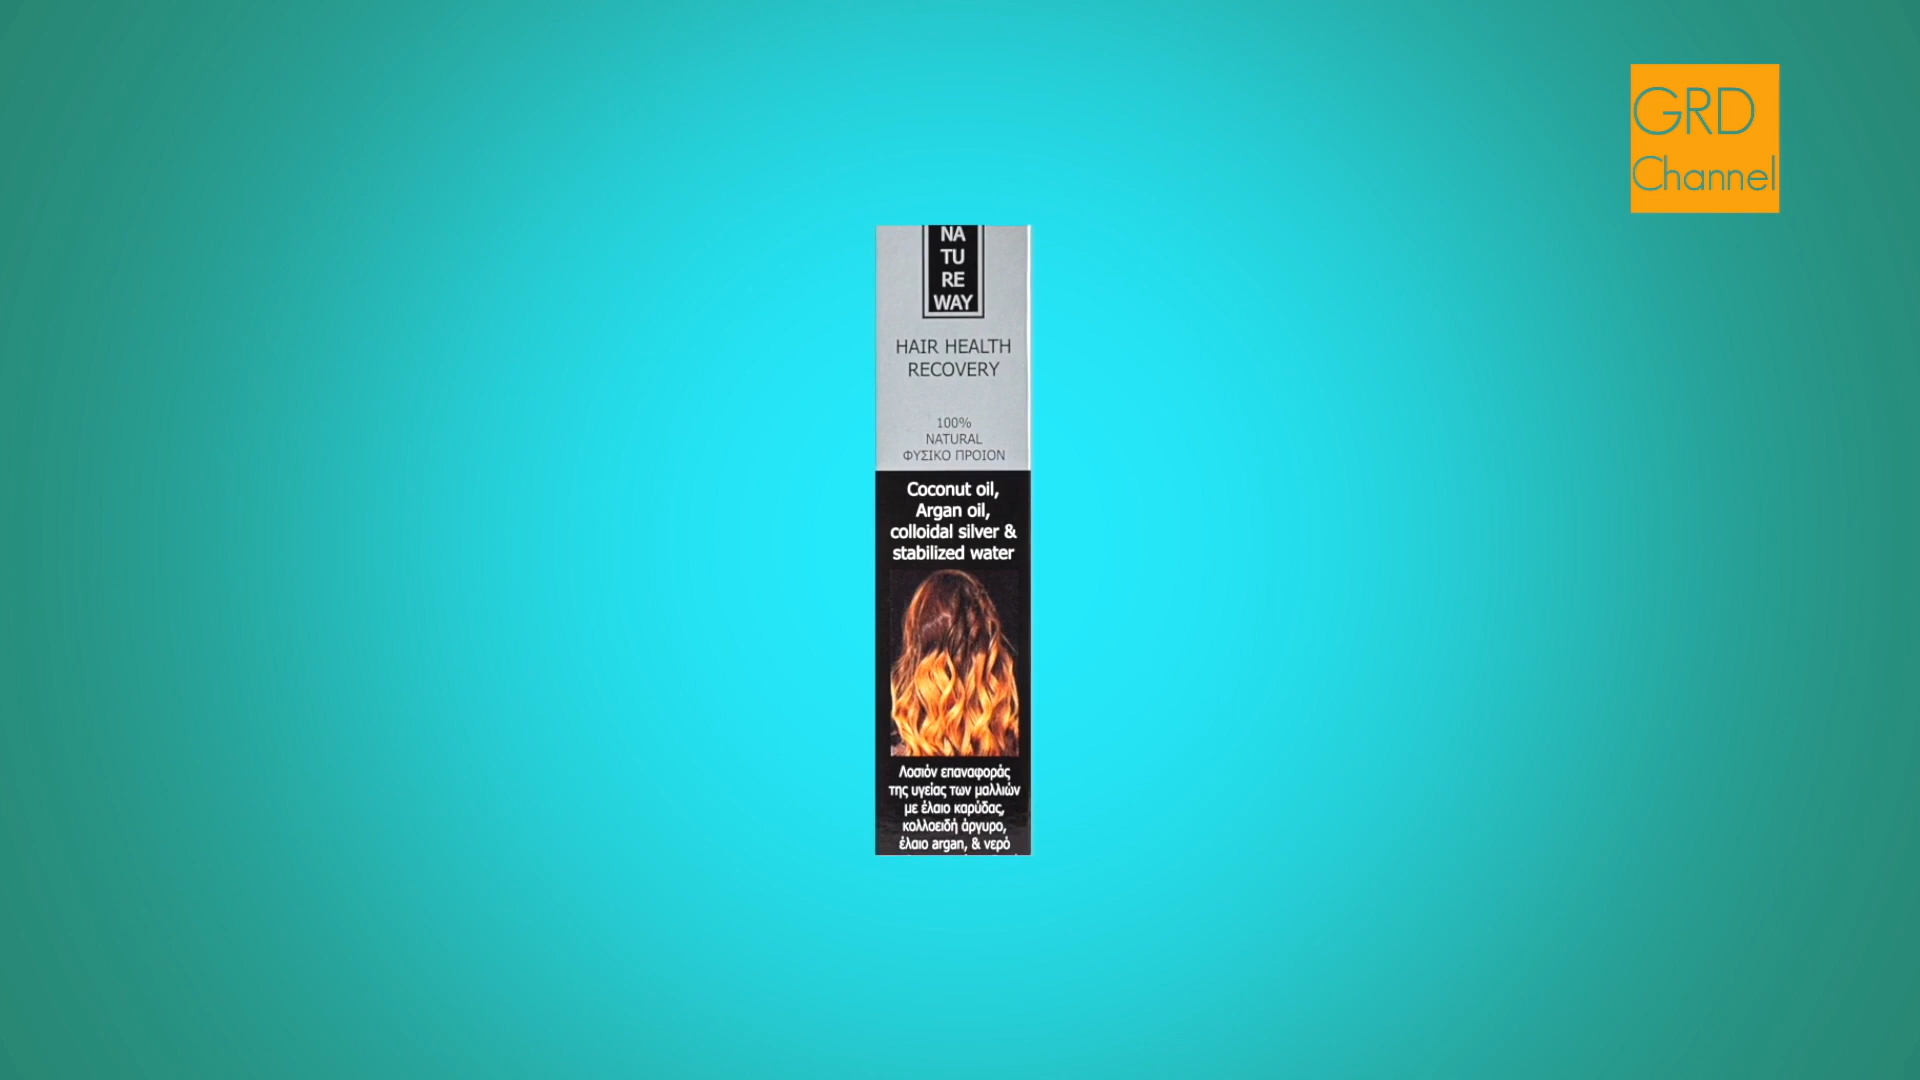 GRD
Channel
NA
TU
RE
WAY
HAIR HEALTH
RECOVERY
100%
NATURAL
ΦΥΣΙΚΟ ΠΡΟΙΟΝ
Coconut oil,
Argan oil,
colloidal silver &
stabilized water
Λοσιόν επαναφοράς
της υγείας των μαλλιών
με έλαιο καρύδας,
κολλοειδή άργυρο,
έλαιο argan, & νερό